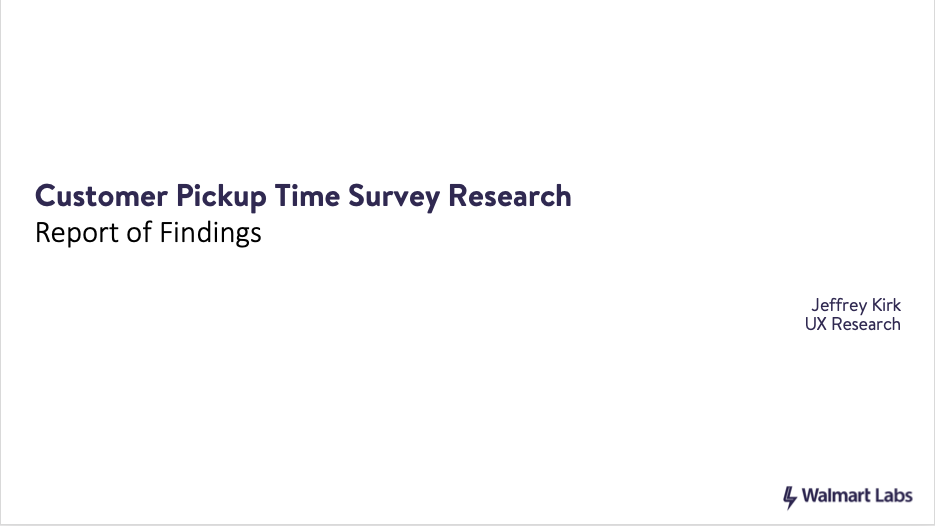 Customer Pickup Time Survey Research
Report of Findings
Jeffrey Kirk
UX Research
Walmart Labs